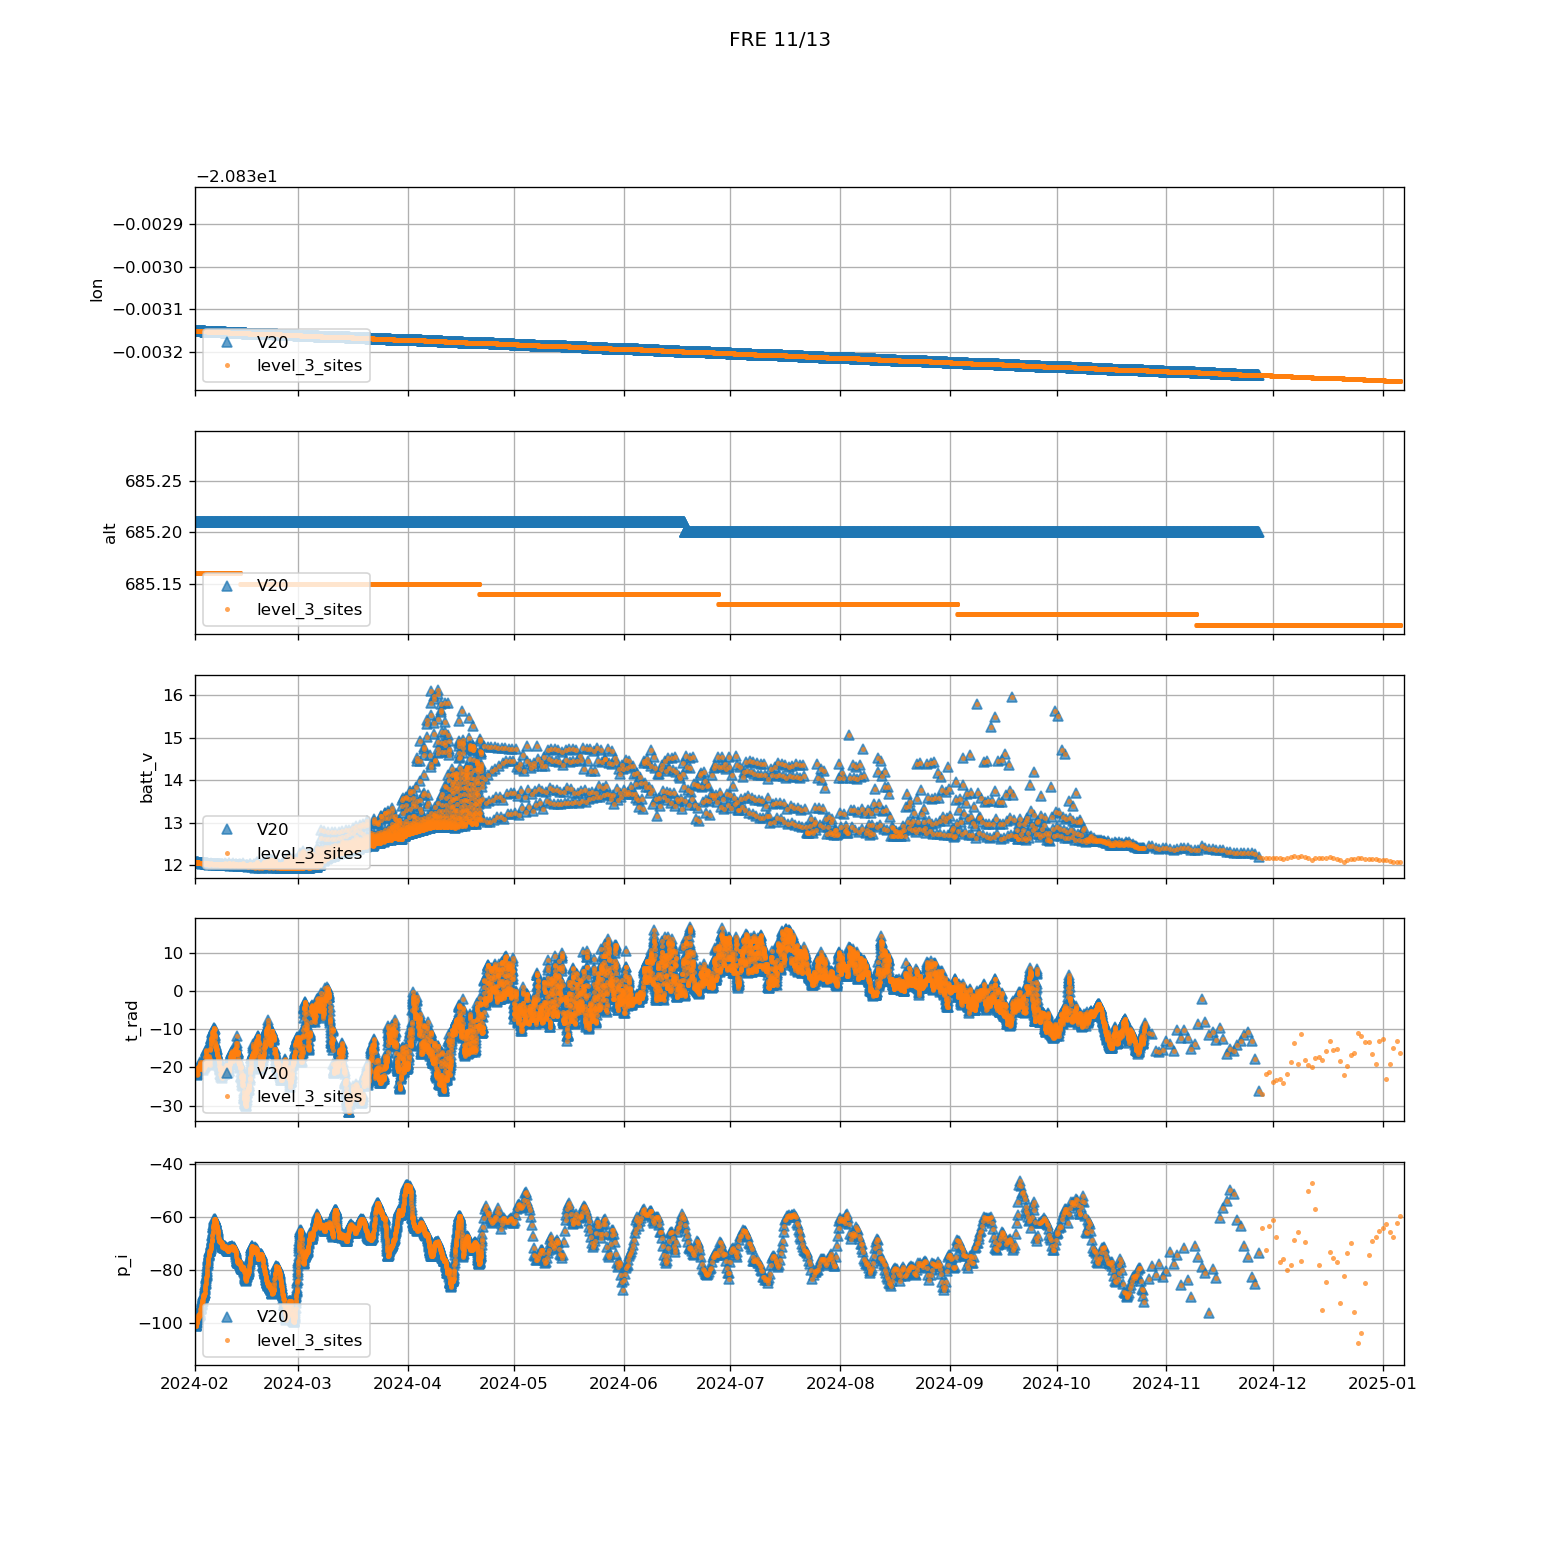 FRE 11/13
−2.083e1
−0.0029
−0.0030
−0.0031
−0.0032
lon
V20
level_3_sites
685.25
685.20
685.15
alt
V20
level_3_sites
16
15
14
13
12
batt_v
V20
level_3_sites
10
0
−10
−20
−30
t_rad
V20
level_3_sites
−40
−60
−80
−100
p_i
V20
level_3_sites
2024-02 2024-03 2024-04 2024-05 2024-06 2024-07 2024-08 2024-09 2024-10 2024-11 2024-12 2025-01